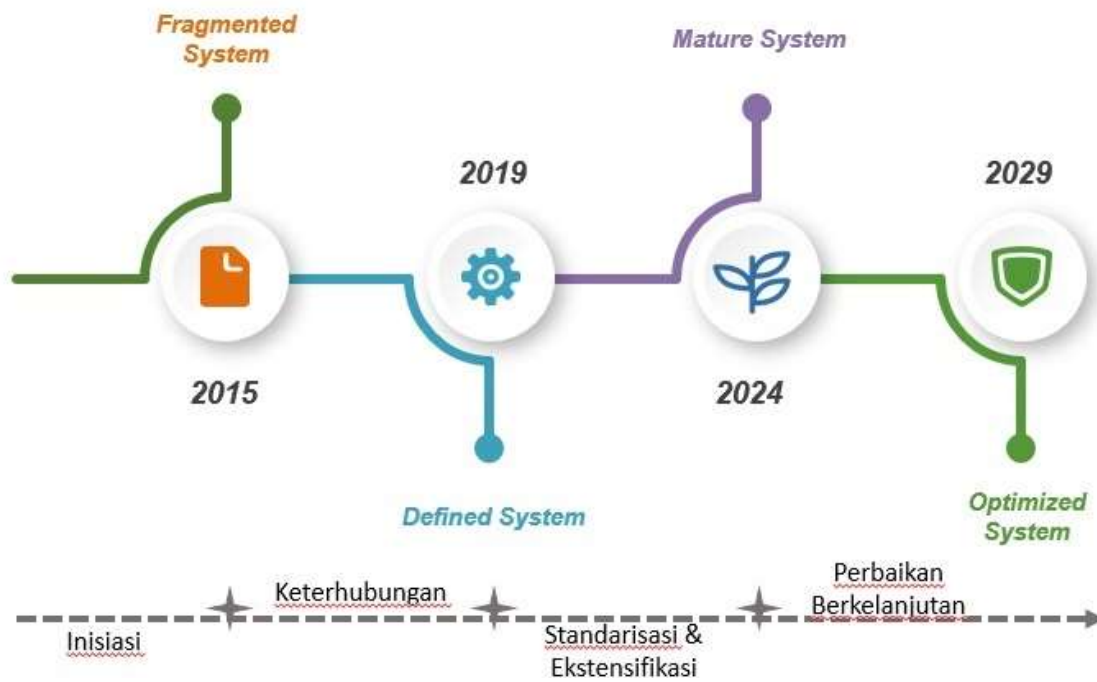 Fragmented
System
Mature System
2019
2029
2015
2024
Defined System
Optimized
System
Keterhubungan
Perbaikan
Berkelanjutan
Inisiasi
Standarisasi &
Ekstensifikasi